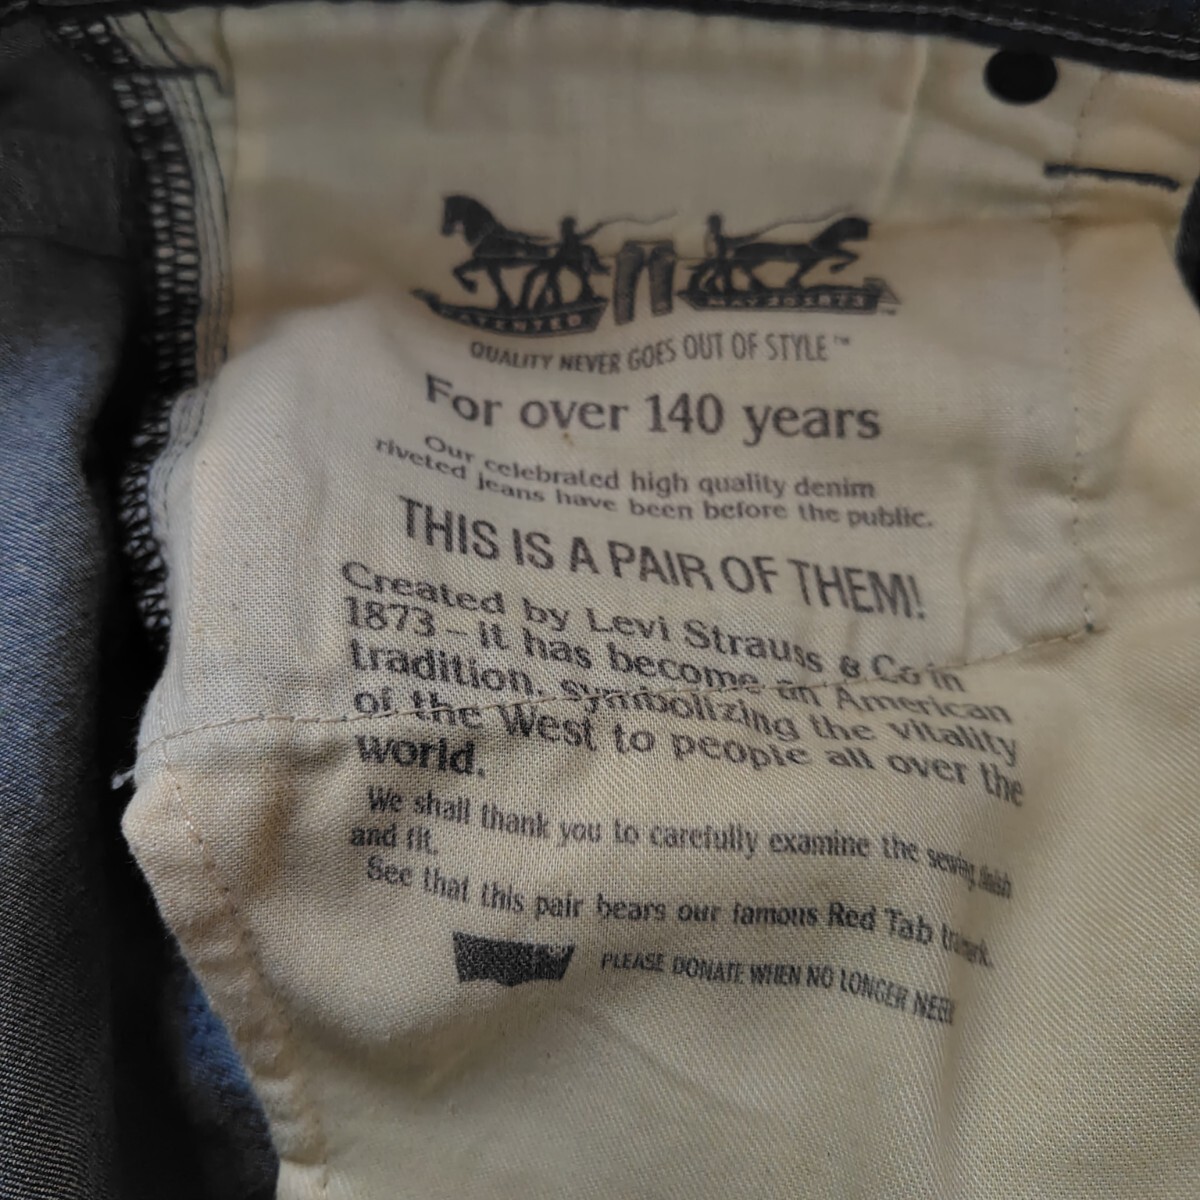 PATENTED MAY 20 1873
QUALITY NEVER GOES OUT OF STYLE™
For over 140 years
Our celebrated high quality denim
riveted jeans have been before the public.
THIS IS A PAIR OF THEM!
Created by Levi Strauss & Co in
1873 – it has become an American
tradition, symbolizing the vitality
of the West to people all over the
world.
We shall thank you to carefully examine the sewing, finish
and fit.
See that this pair bears our famous Red Tab
PLEASE DONATE WHEN NO LONGER